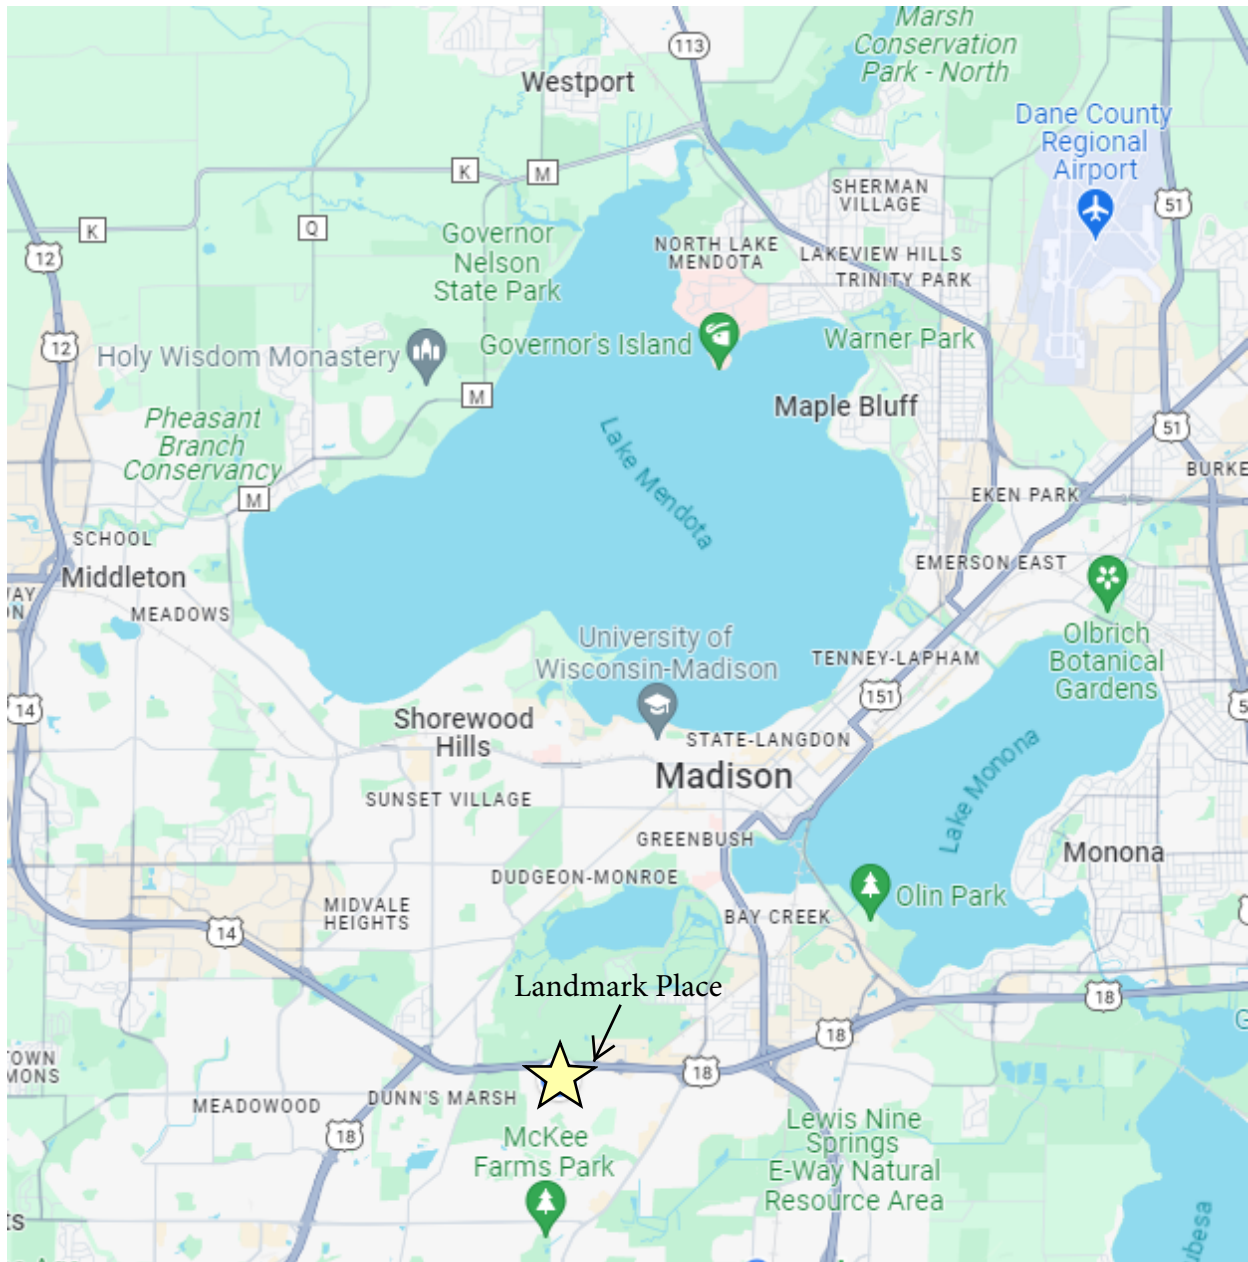 Marsh
Conservation
Park - North
113
Westport
Dane County
Regional
Airport
K
M
SHERMAN
VILLAGE
51
K
Q
Governor
Nelson
State Park
NORTH LAKE
MENDOTA
LAKEVIEW HILLS
TRINITY PARK
12
12
Holy Wisdom Monastery
Governor's Island
Warner Park
M
Maple Bluff
Pheasant
Branch
Conservancy
Lake Mendota
51
BURKE
M
EKEN PARK
SCHOOL
Middleton
MEADOWS
EMERSON EAST
University of
Wisconsin-Madison
TENNEY-LAPHAM
Olbrich
Botanical
Gardens
14
151
5
Shorewood
Hills
STATE-LANGDON
Madison
Lake Monona
SUNSET VILLAGE
GREENBUSH
Monona
DUDGEON-MONROE
MIDVALE
HEIGHTS
Olin Park
BAY CREEK
14
Landmark Place
18
G
18
TOWN
MONS
18
MEADOWOOD
DUNN'S MARSH
18
McKee
Farms Park
Lewis Nine
Springs
E-Way Natural
Resource Area
ts
ubesa